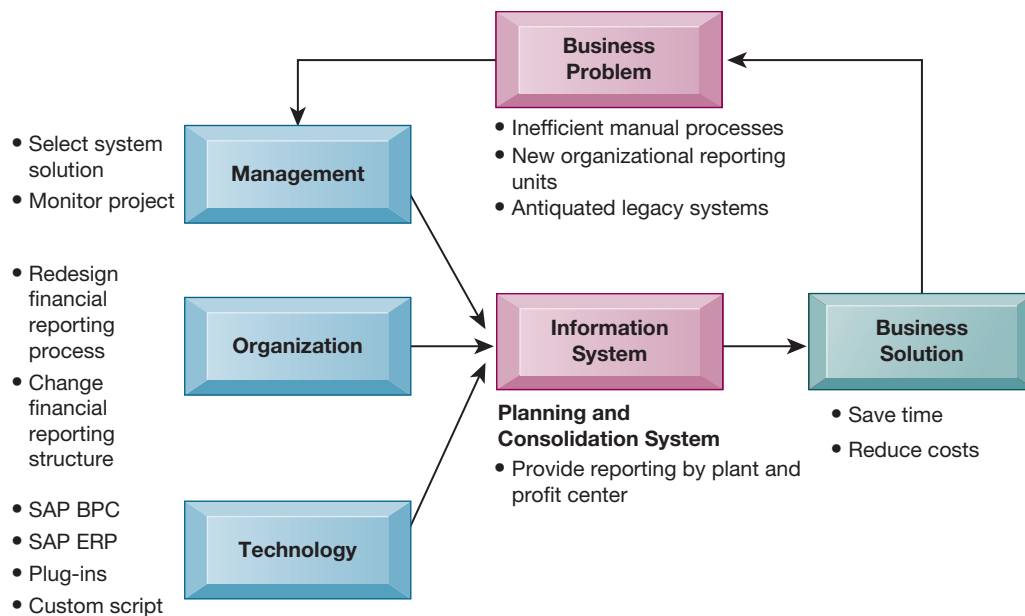 Business
Problem
• Inefficient manual processes
• New organizational reporting
units
• Antiquated legacy systems
• Select system
solution
• Monitor project
Management
• Redesign
financial
reporting
process
• Change
financial
reporting
structure
Organization
Information
System
Planning and
Consolidation System
• Provide reporting by plant and
profit center
Business
Solution
• Save time
• Reduce costs
• SAP BPC
• SAP ERP
• Plug-ins
• Custom script
Technology